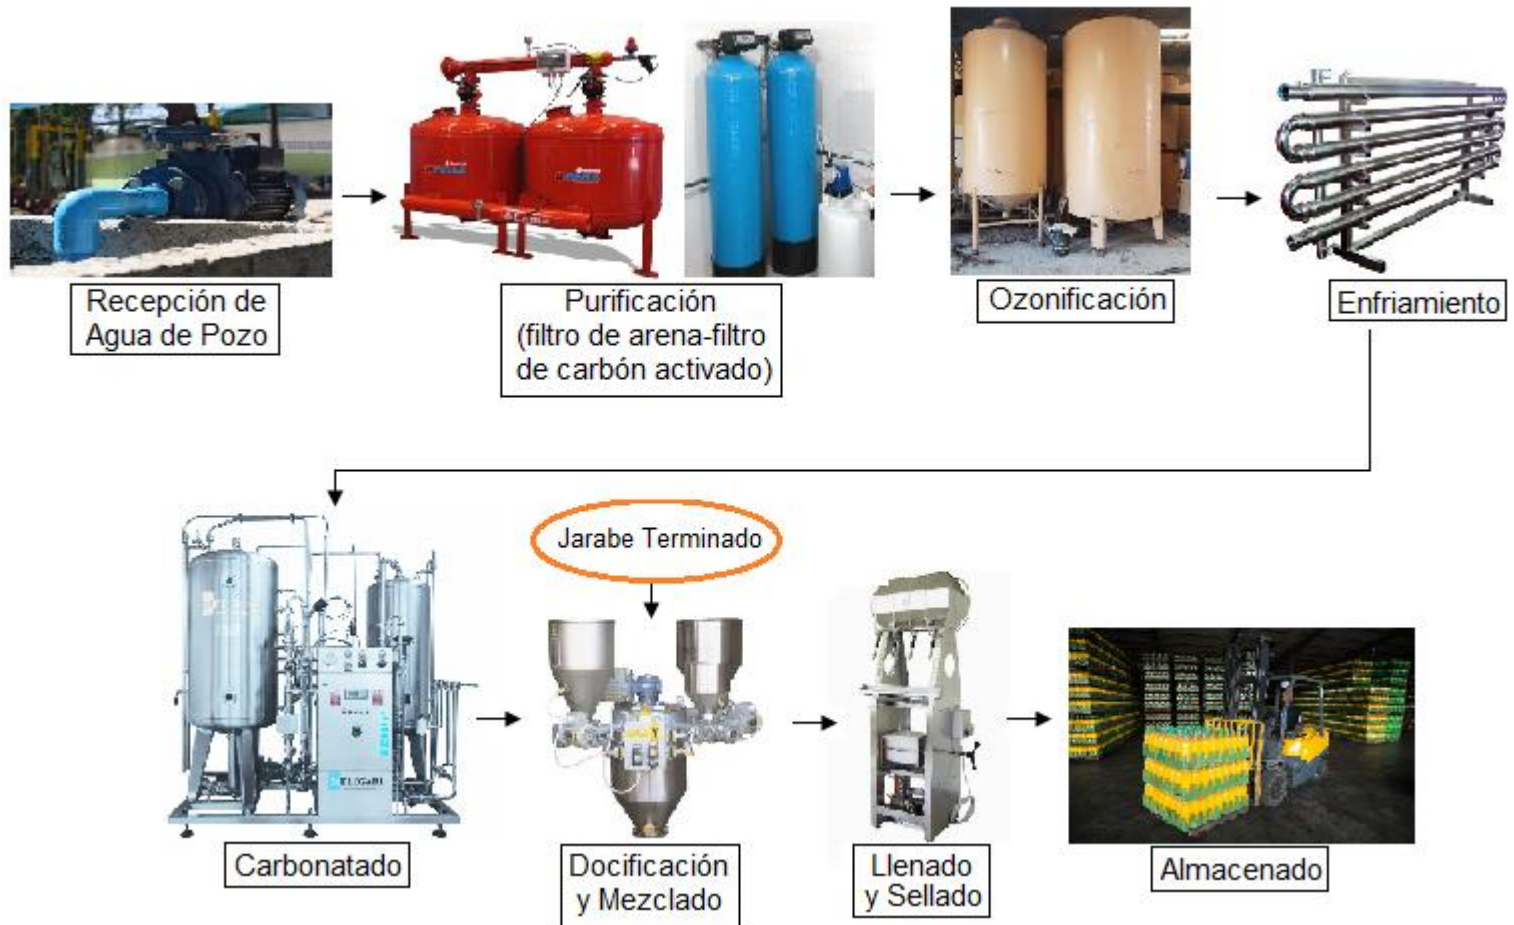 Recepción de
Agua de Pozo
Purificación
(filtro de arena-filtro
de carbón activado)
Ozonificación
Enfriamiento
Jarabe Terminado
Carbonatado
Docificación
y Mezclado
Llenado
y Sellado
Almacenado